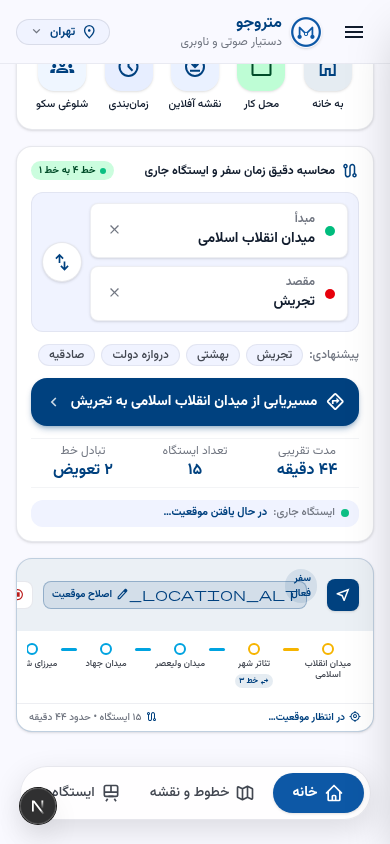 متروجو
دستیار صوتی و ناوبری
تهران
به خانه
محل کار
نقشه آفلاین
زمان‌بندی
شلوغی سکو
محاسبه دقیق زمان سفر و ایستگاه جاری
خط ۴ به خط ۱
مبدأ
میدان انقلاب اسلامی
مقصد
تجریش
پیشنهادی:
تجریش
بهشتی
دروازه دولت
صادقیه
مسیریابی از میدان انقلاب اسلامی به تجریش
مدت تقریبی
تعداد ایستگاه
تبادل خط
۴۴ دقیقه
۱۵
۲ تعویض
ایستگاه جاری: در حال یافتن موقعیت...
سفر فعال
_LOCATION_ALT
اصلاح موقعیت
میدان انقلاب اسلامی
تئاتر شهر
میدان ولیعصر
میدان جهاد
میرزای ش
خط ۳
در انتظار موقعیت...
۱۵ ایستگاه • حدود ۴۴ دقیقه
خانه
خطوط و نقشه
ایستگاه
N